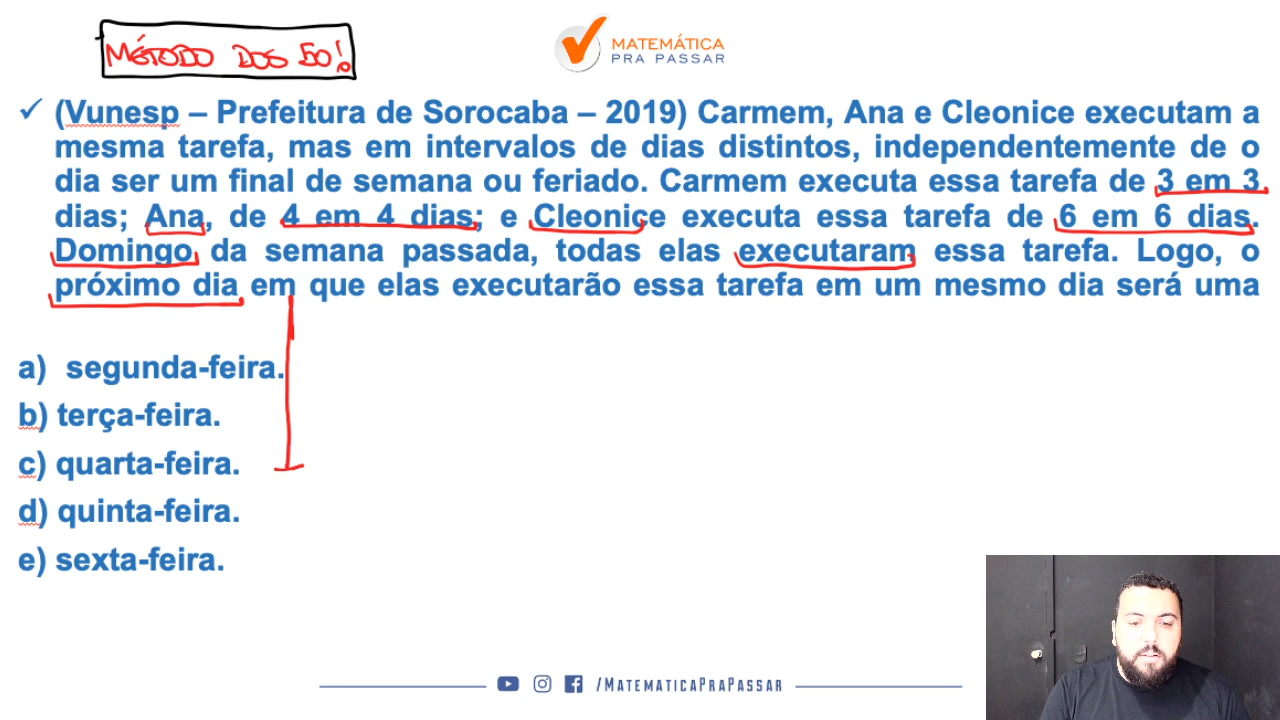 MÉTODO DOS 50!
MATEMÁTICA
PRA PASSAR
✓ (Vunesp – Prefeitura de Sorocaba – 2019) Carmem, Ana e Cleonice executam a
mesma tarefa, mas em intervalos de dias distintos, independentemente de o
dia ser um final de semana ou feriado. Carmem executa essa tarefa de 3 em 3
dias; Ana, de 4 em 4 dias; e Cleonice executa essa tarefa de 6 em 6 dias.
Domingo da semana passada, todas elas executaram essa tarefa. Logo, o
próximo dia em que elas executarão essa tarefa em um mesmo dia será uma
a) segunda-feira.
b) terça-feira.
c) quarta-feira.
d) quinta-feira.
e) sexta-feira.
/MATEMATICAPRAPASSAR